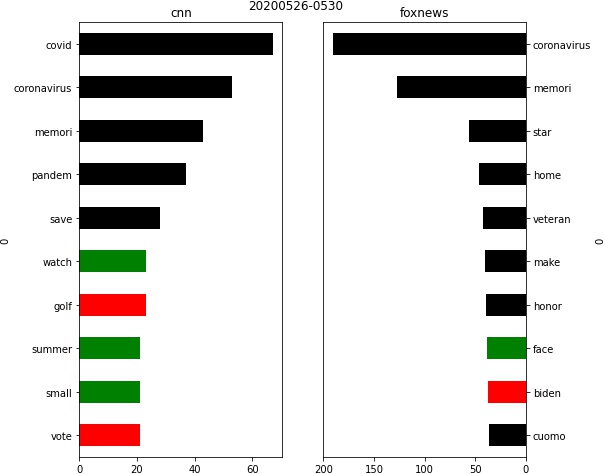 20200526-0530
cnn
foxnews
covid
coronavirus
memori
pandem
save
watch
golf
summer
small
vote
0
0 20 40 60
coronavirus
memori
star
home
veteran
make
honor
face
biden
cuomo
0
200 150 100 50 0